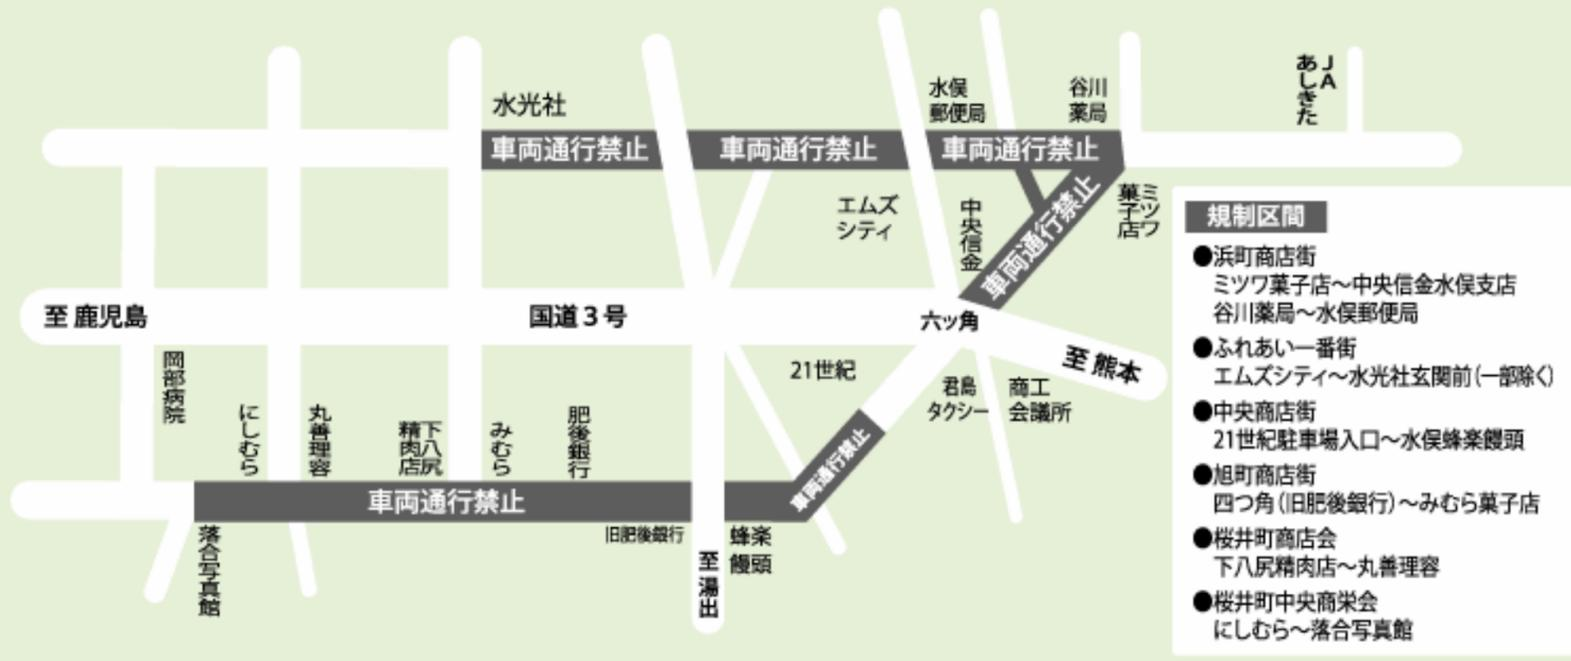 水光社
水俣
郵便局
谷川
薬局
JA
あしきた
車両通行禁止
車両通行禁止
車両通行禁止
エムズ
シティ
中央信金
車両通行禁止
ミツワ
菓子店
至 鹿児島
国道3号
六ッ角
至 熊本
岡部病院
にしむら
丸善理容
下八尻
精肉店
みむら
肥後銀行
21世紀
君島
タクシー
商工
会議所
車両通行禁止
車両通行禁止
落合写真館
旧肥後銀行
至 湯出
蜂楽
饅頭
規制区間
●浜町商店街
ミツワ菓子店〜中央信金水俣支店
谷川薬局〜水俣郵便局
●ふれあい一番街
エムズシティ〜水光社玄関前(一部除く)
●中央商店街
21世紀駐車場入口〜水俣蜂楽饅頭
●旭町商店街
四つ角(旧肥後銀行)〜みむら菓子店
●桜井町商店会
下八尻精肉店〜丸善理容
●桜井町中央商栄会
にしむら〜落合写真館